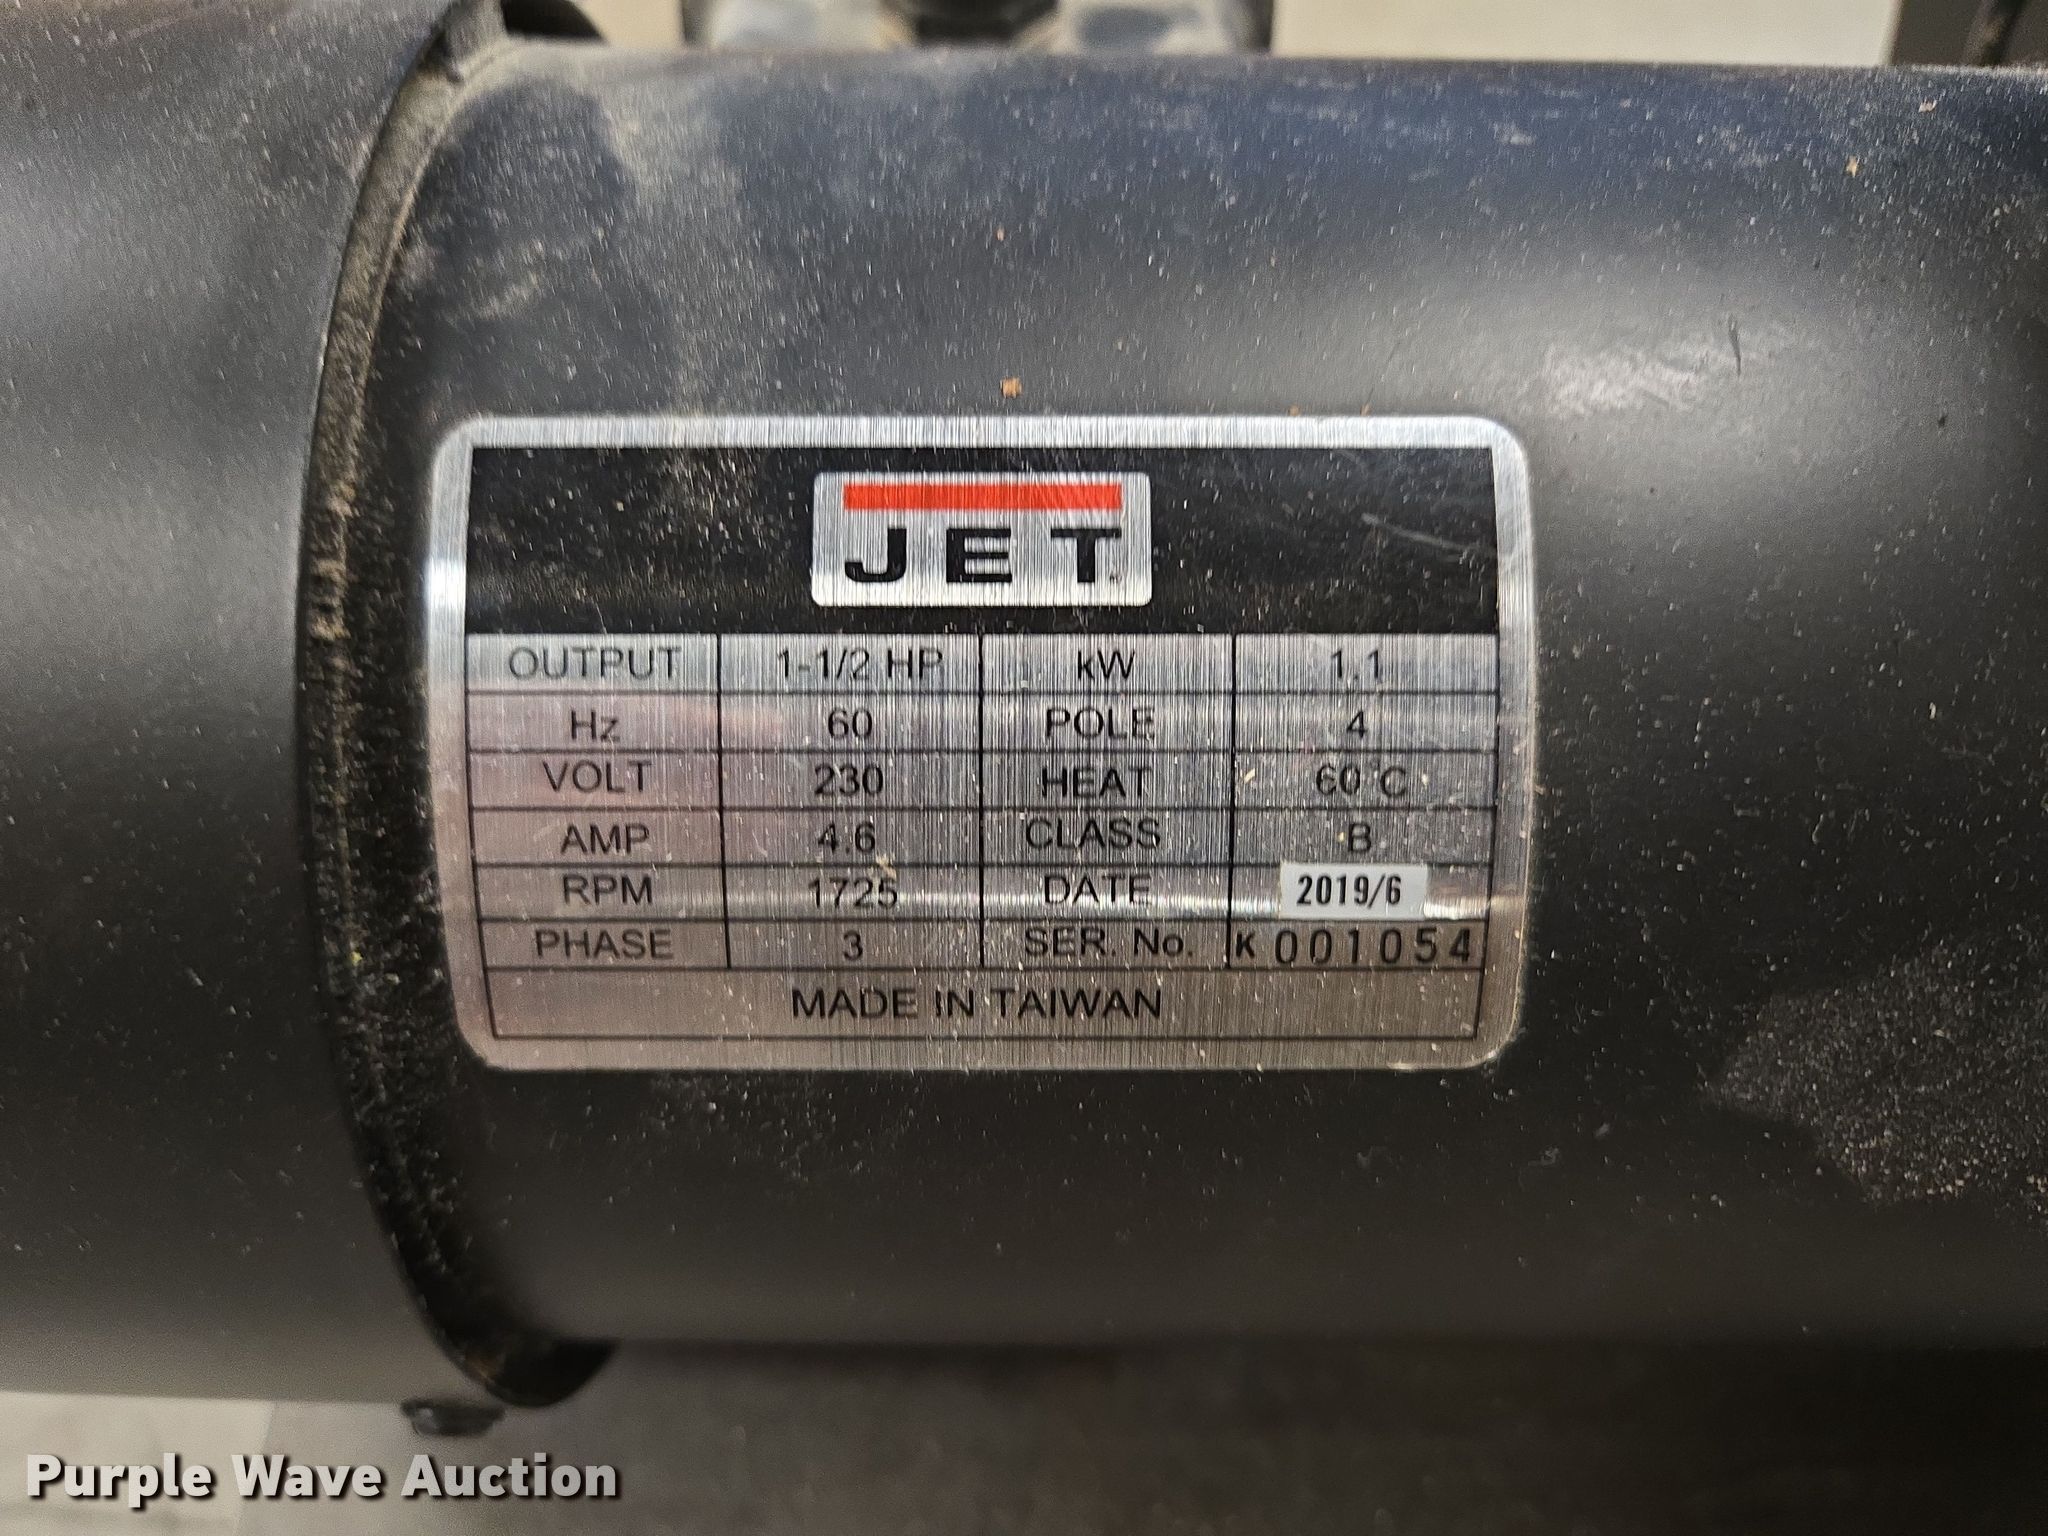 JET
OUTPUT 1-1/2 HP kW 1.1
Hz 60 POLE 4
VOLT 230 HEAT 60°C
AMP 4.6 CLASS B
RPM 1725 DATE 2019/6
PHASE 3 SER. No. K 001054
MADE IN TAIWAN
Purple Wave Auction